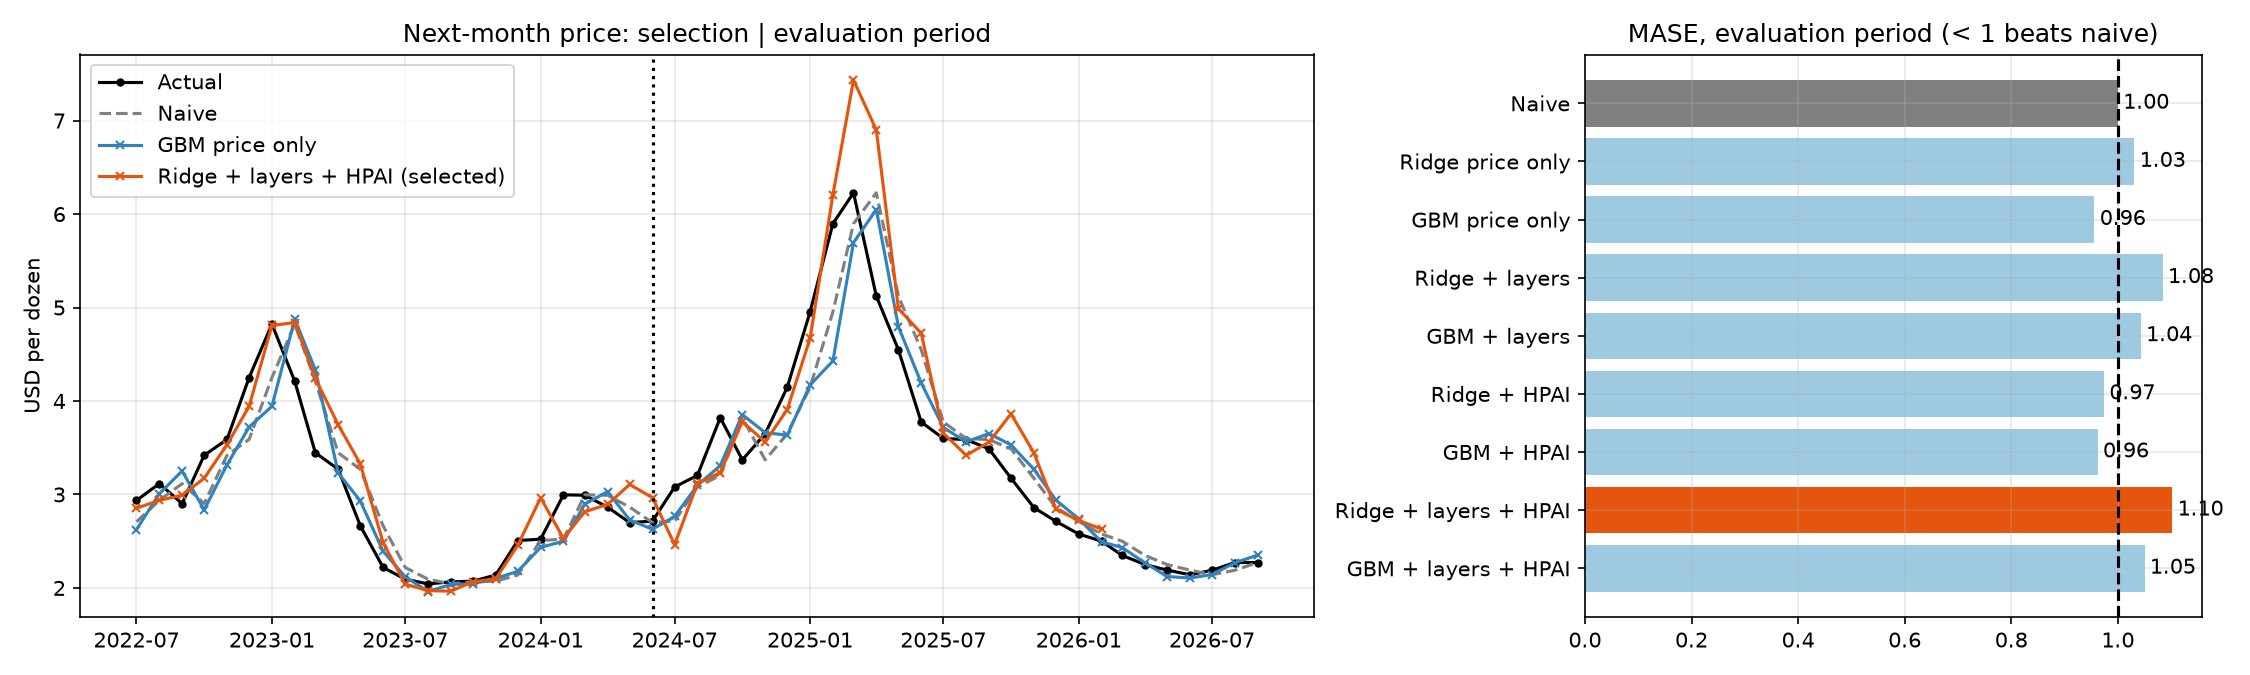 Next-month price: selection | evaluation period
Actual
Naive
GBM price only
Ridge + layers + HPAI (selected)
USD per dozen
7
6
5
4
3
2
2022-07
2023-01
2023-07
2024-01
2024-07
2025-01
2025-07
2026-01
2026-07
MASE, evaluation period (< 1 beats naive)
Naive 1.00
Ridge price only 1.03
GBM price only 0.96
Ridge + layers 1.08
GBM + layers 1.04
Ridge + HPAI 0.97
GBM + HPAI 0.96
Ridge + layers + HPAI 1.10
GBM + layers + HPAI 1.05
0.0
0.2
0.4
0.6
0.8
1.0